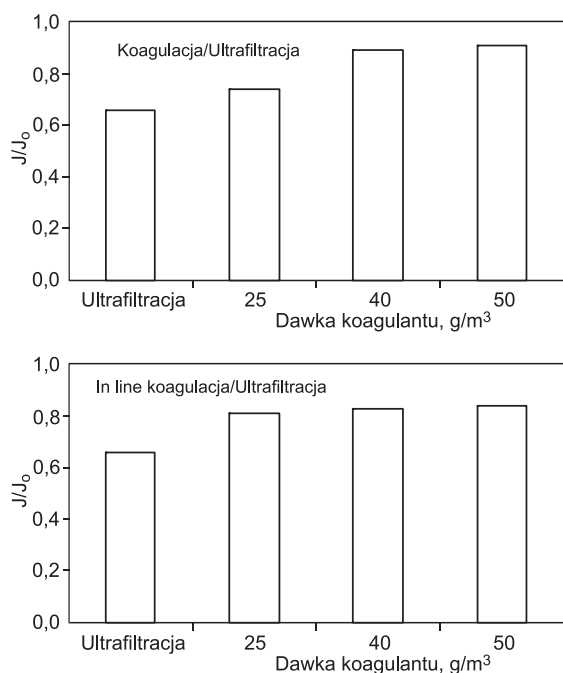 1,0
Koagulacja/Ultrafiltracja
0,8
0,6
J/Jo
0,4
0,2
0,0
Ultrafiltracja 25 40 50
Dawka koagulantu, g/m³
1,0
In line koagulacja/Ultrafiltracja
0,8
0,6
J/Jo
0,4
0,2
0,0
Ultrafiltracja 25 40 50
Dawka koagulantu, g/m³